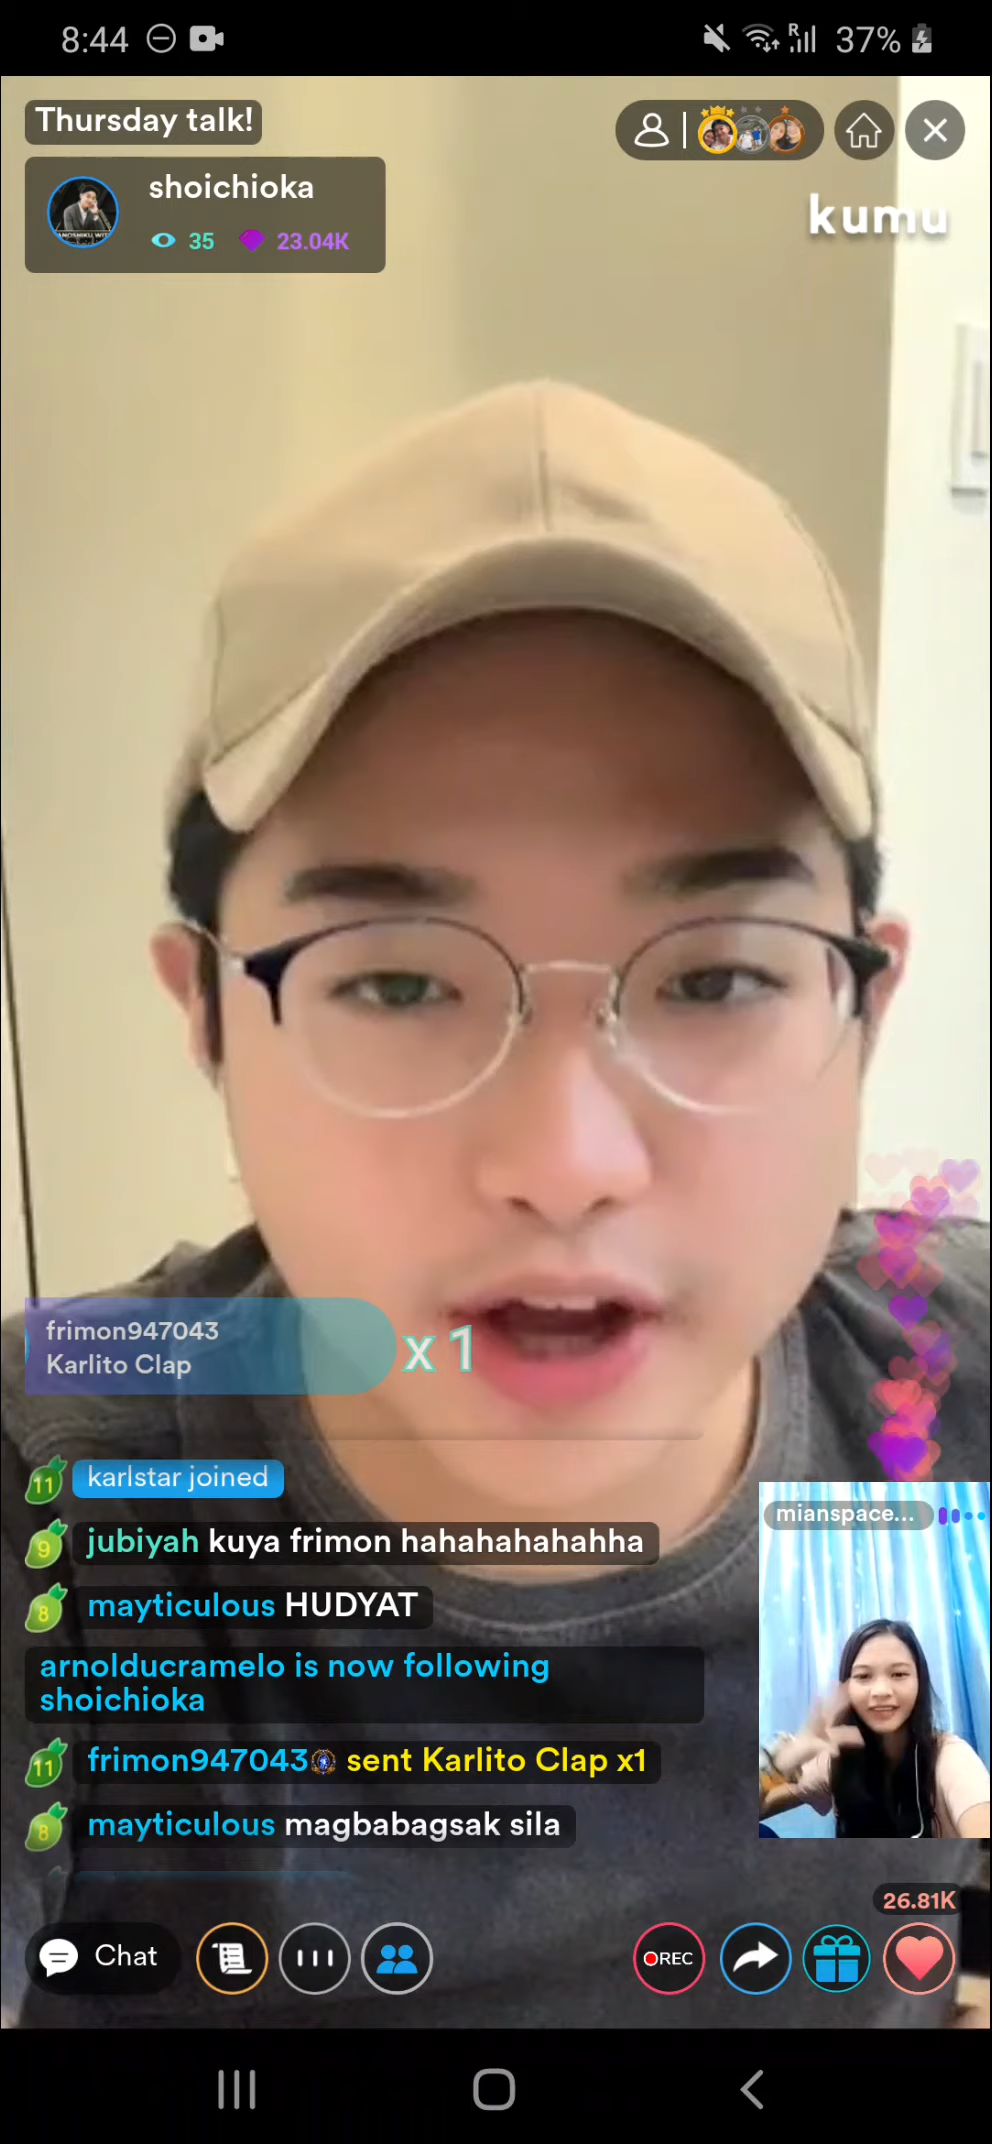 8:44
R
37%
Thursday talk!
shoichioka
35
23.04K
kumu
frimon947043
Karlito Clap
x 1
11 karlstar joined
9 jubiyah kuya frimon hahahahahahha
8 mayticulous HUDYAT
arnolducramelo is now following
shoichioka
11 frimon947043 sent Karlito Clap x1
8 mayticulous magbabagsak sila
mianspace...
26.81K
Chat
REC